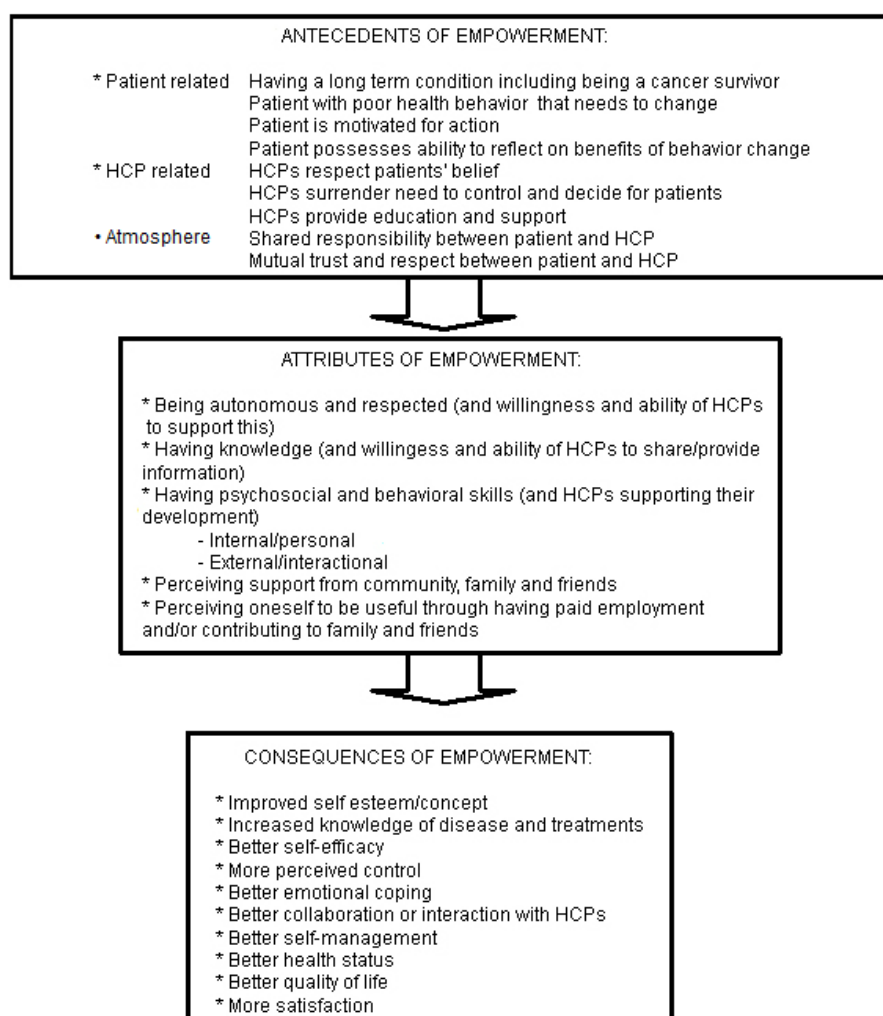 ANTECEDENTS OF EMPOWERMENT:
* Patient related Having a long term condition including being a cancer survivor
Patient with poor health behavior that needs to change
Patient is motivated for action
Patient possesses ability to reflect on benefits of behavior change
* HCP related HCPs respect patients' belief
HCPs surrender need to control and decide for patients
HCPs provide education and support
• Atmosphere Shared responsibility between patient and HCP
Mutual trust and respect between patient and HCP
ATTRIBUTES OF EMPOWERMENT:
* Being autonomous and respected (and willingness and ability of HCPs
to support this)
* Having knowledge (and willingess and ability of HCPs to share/provide
information)
* Having psychosocial and behavioral skills (and HCPs supporting their
development)
- Internal/personal
- External/interactional
* Perceiving support from community, family and friends
* Perceiving oneself to be useful through having paid employment
and/or contributing to family and friends
CONSEQUENCES OF EMPOWERMENT:
* Improved self esteem/concept
* Increased knowledge of disease and treatments
* Better self-efficacy
* More perceived control
* Better emotional coping
* Better collaboration or interaction with HCPs
* Better self-management
* Better health status
* Better quality of life
* More satisfaction